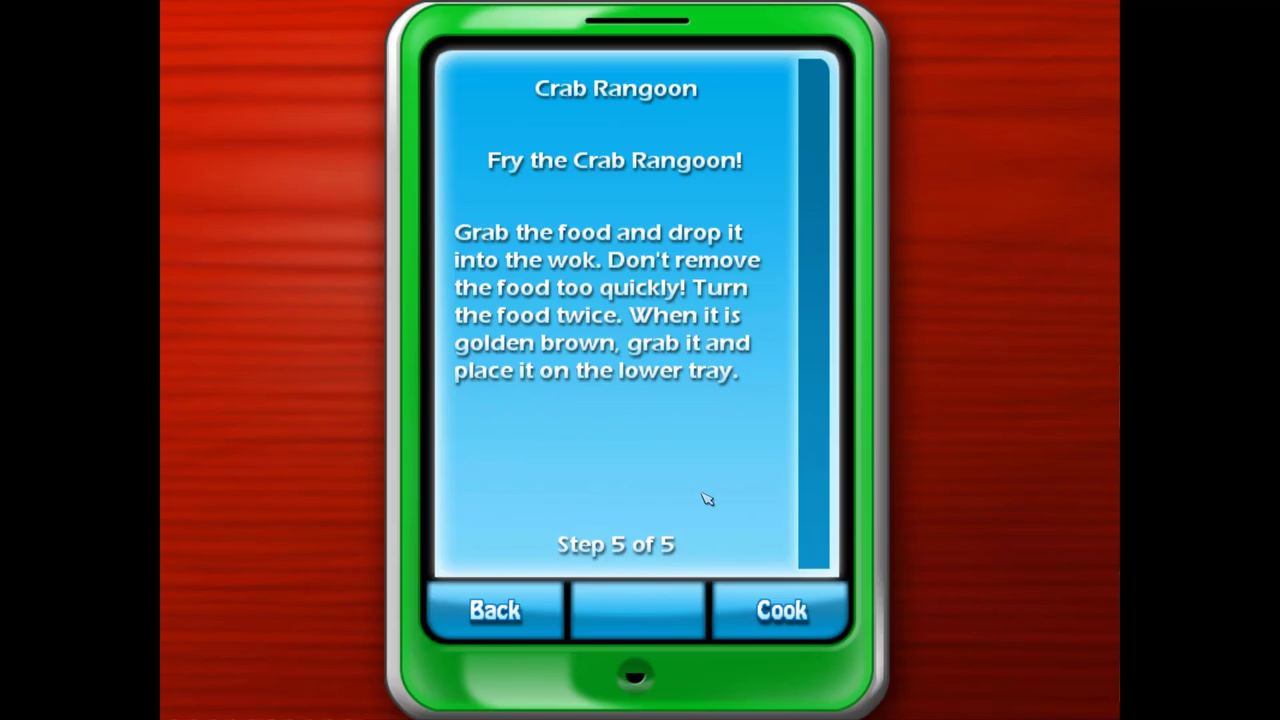 Crab Rangoon
Fry the Crab Rangoon!
Grab the food and drop it
into the wok. Don't remove
the food too quickly! Turn
the food twice. When it is
golden brown, grab it and
place it on the lower tray.
Step 5 of 5
Back
Cook